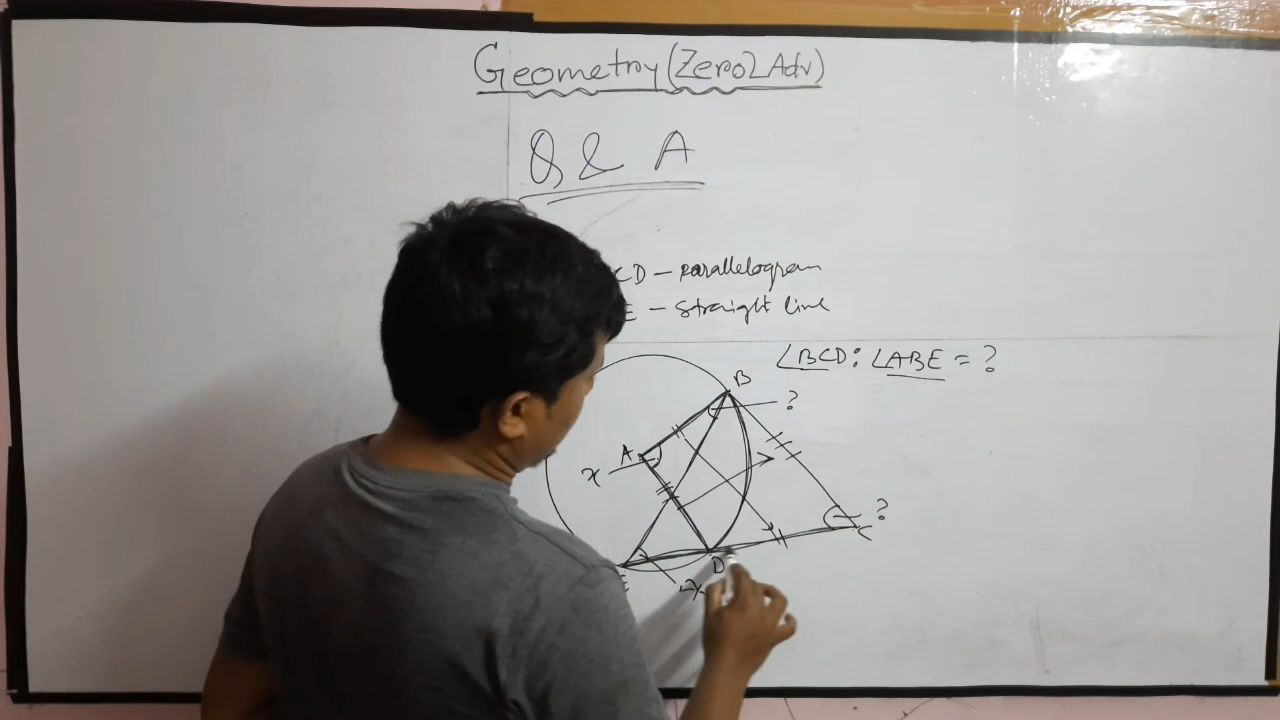 Geometry (Zero2Adv)
Q & A
CD - parallelogram
E - straight line
∠BCD : ∠ABE = ?
B
?
A
x
?
C
D
E